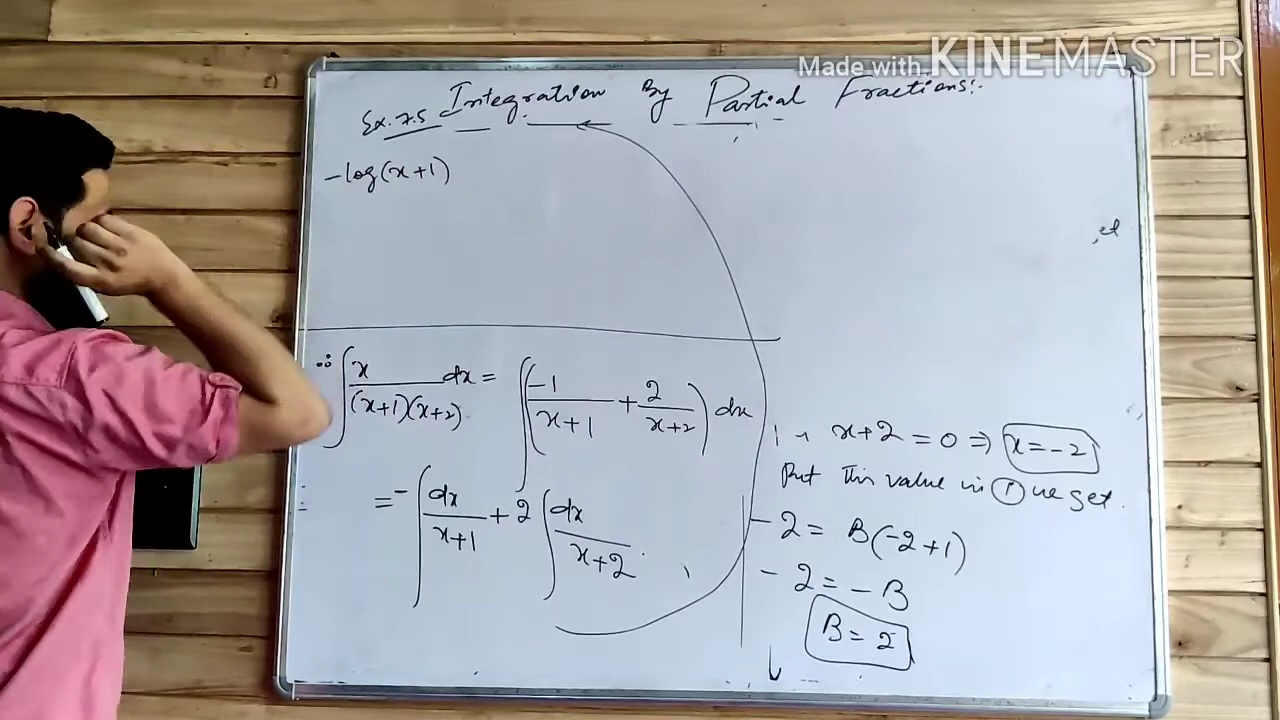 Made with KINEMASTER
Ex. 7.5 Integration By Partial Fractions:-
-log(x+1)
∴ ∫ x/((x+1)(x+2)) dx = ∫(-1/(x+1) + 2/(x+2)) dx
= -∫ dx/(x+1) + 2 ∫ dx/(x+2)
x+2 = 0 ⇒ x = -2
Put this value in ① we get.
-2 = B(-2+1)
-2 = -B
B = 2